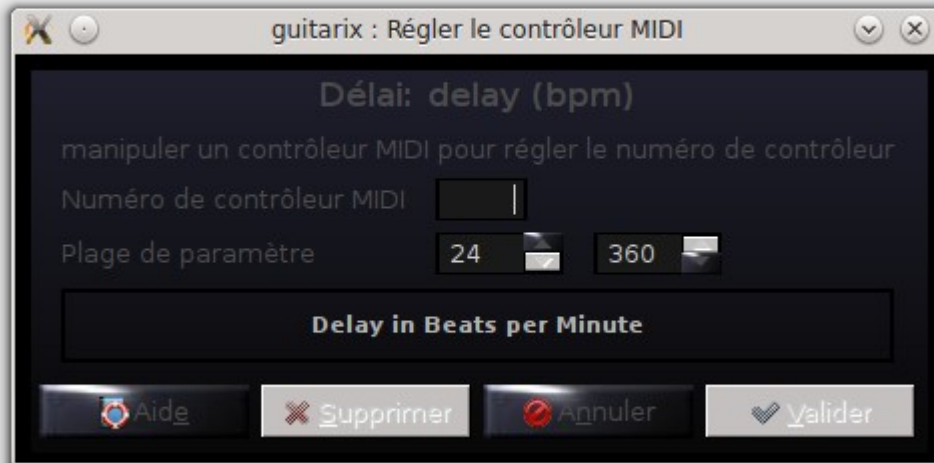 guitarix : Régler le contrôleur MIDI
Délai: delay (bpm)
manipuler un contrôleur MIDI pour régler le numéro de contrôleur
Numéro de contrôleur MIDI
Plage de paramètre 24 360
Delay in Beats per Minute
Aide Supprimer Annuler Valider